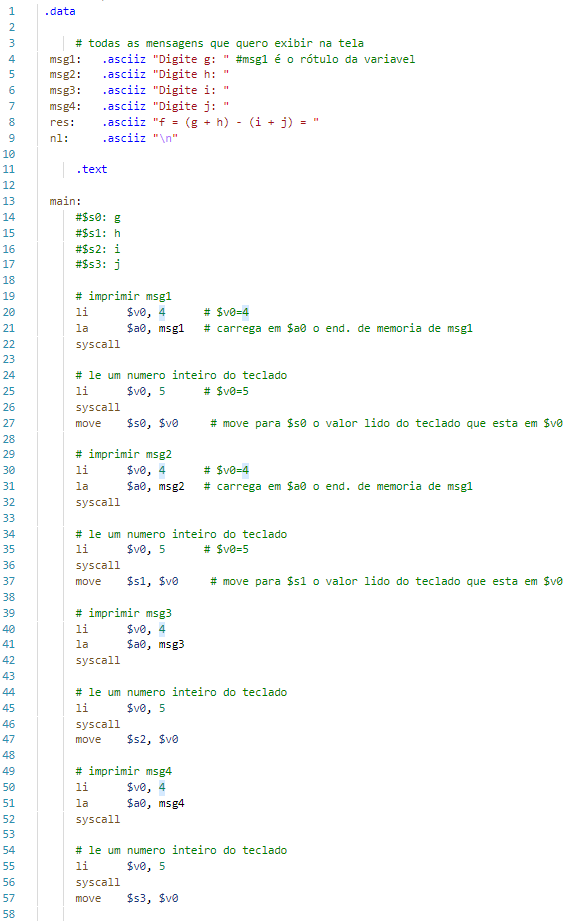 1 .data
2
3 # todas as mensagens que quero exibir na tela
4 msg1: .asciiz "Digite g: " #msg1 é o rótulo da variavel
5 msg2: .asciiz "Digite h: "
6 msg3: .asciiz "Digite i: "
7 msg4: .asciiz "Digite j: "
8 res: .asciiz "f = (g + h) - (i + j) = "
9 nl: .asciiz "\n"
10
11 .text
12
13 main:
14 #$s0: g
15 #$s1: h
16 #$s2: i
17 #$s3: j
18
19 # imprimir msg1
20 li $v0, 4 # $v0=4
21 la $a0, msg1 # carrega em $a0 o end. de memoria de msg1
22 syscall
23
24 # le um numero inteiro do teclado
25 li $v0, 5 # $v0=5
26 syscall
27 move $s0, $v0 # move para $s0 o valor lido do teclado que esta em $v0
28
29 # imprimir msg2
30 li $v0, 4 # $v0=4
31 la $a0, msg2 # carrega em $a0 o end. de memoria de msg1
32 syscall
33
34 # le um numero inteiro do teclado
35 li $v0, 5 # $v0=5
36 syscall
37 move $s1, $v0 # move para $s1 o valor lido do teclado que esta em $v0
38
39 # imprimir msg3
40 li $v0, 4
41 la $a0, msg3
42 syscall
43
44 # le um numero inteiro do teclado
45 li $v0, 5
46 syscall
47 move $s2, $v0
48
49 # imprimir msg4
50 li $v0, 4
51 la $a0, msg4
52 syscall
53
54 # le um numero inteiro do teclado
55 li $v0, 5
56 syscall
57 move $s3, $v0
58